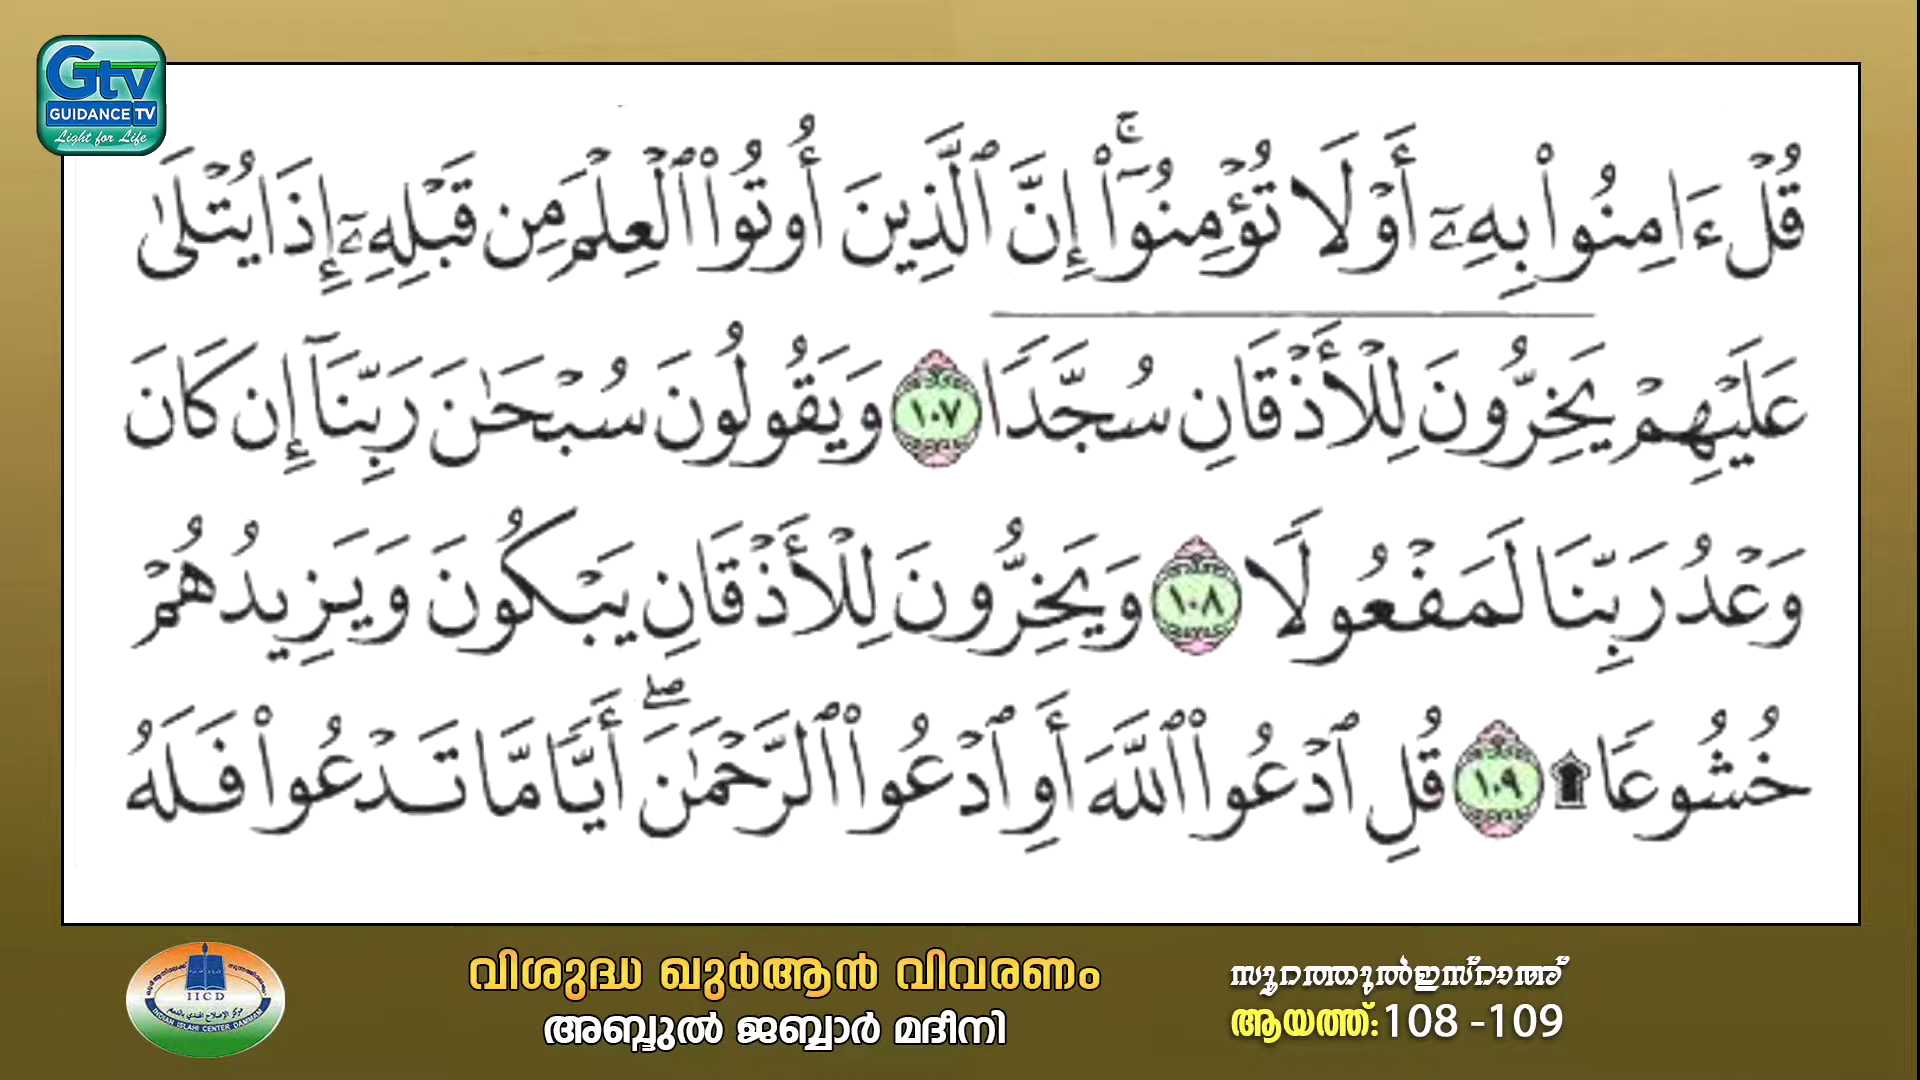 Gtv
GUIDANCE TV
Light for Life
قُلْ ءَامِنُوا۟ بِهِۦٓ أَوْ لَا تُؤْمِنُوٓا۟ ۚ إِنَّ ٱلَّذِينَ أُوتُوا۟ ٱلْعِلْمَ مِن قَبْلِهِۦٓ إِذَا يُتْلَىٰ
عَلَيْهِمْ يَخِرُّونَ لِلْأَذْقَانِ سُجَّدًا ١٠٧ وَيَقُولُونَ سُبْحَـٰنَ رَبِّنَآ إِن كَانَ
وَعْدُ رَبِّنَا لَمَفْعُولًا ١٠٨ وَيَخِرُّونَ لِلْأَذْقَانِ يَبْكُونَ وَيَزِيدُهُمْ
خُشُوعًا ۩ ١٠٩ قُلِ ٱدْعُوا۟ ٱللَّهَ أَوِ ٱدْعُوا۟ ٱلرَّحْمَـٰنَ ۖ أَيًّا مَّا تَدْعُوا۟ فَلَهُ
IICD
INDIAN ISLAHI CENTER DAMMAM
വിശുദ്ധ ഖുർആൻ വിവരണം
അബ്ദുൽ ജബ്ബാർ മദീനി
സൂറത്തുൽഇസ്റാഅ്
ആയത്ത്:108 -109